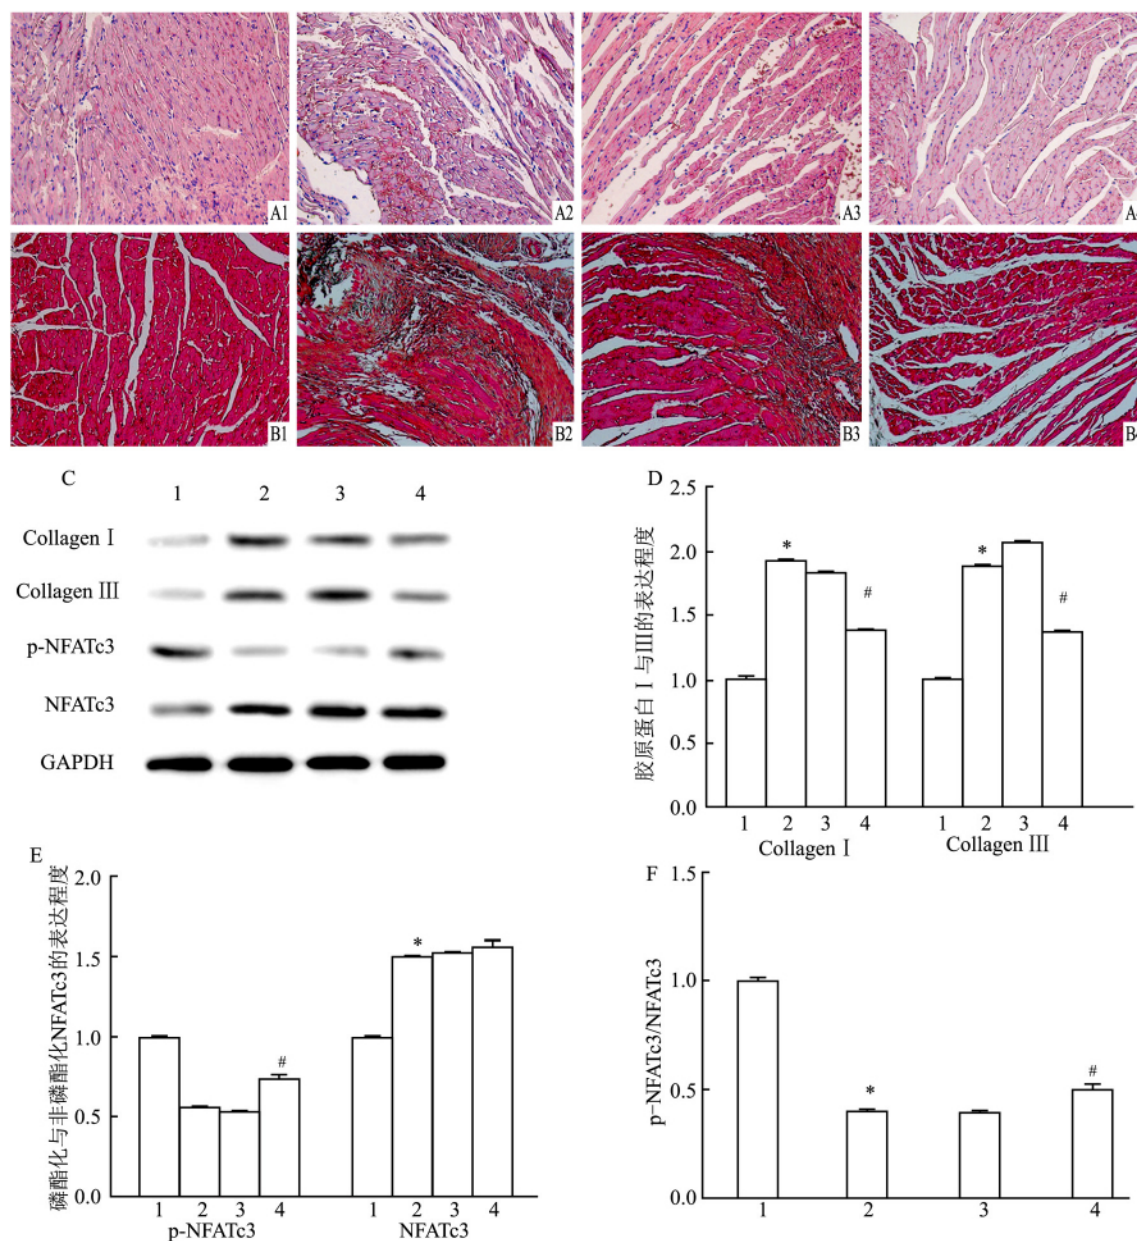 A1
A2
A3
A4
B1
B2
B3
B4
C
1 2 3 4
Collagen Ⅰ
Collagen Ⅲ
p-NFATc3
NFATc3
GAPDH
D
胶原蛋白Ⅰ与Ⅲ的表达程度
2.5
2.0
1.5
1.0
0.5
0.0
* # * #
1 2 3 4 1 2 3 4
Collagen Ⅰ Collagen Ⅲ
E
磷酯化与非磷酯化NFATc3的表达程度
2.0
1.5
1.0
0.5
0.0
# *
1 2 3 4 1 2 3 4
p-NFATc3 NFATc3
F
p-NFATc3/NFATc3
1.5
1.0
0.5
0.0
* #
1 2 3 4